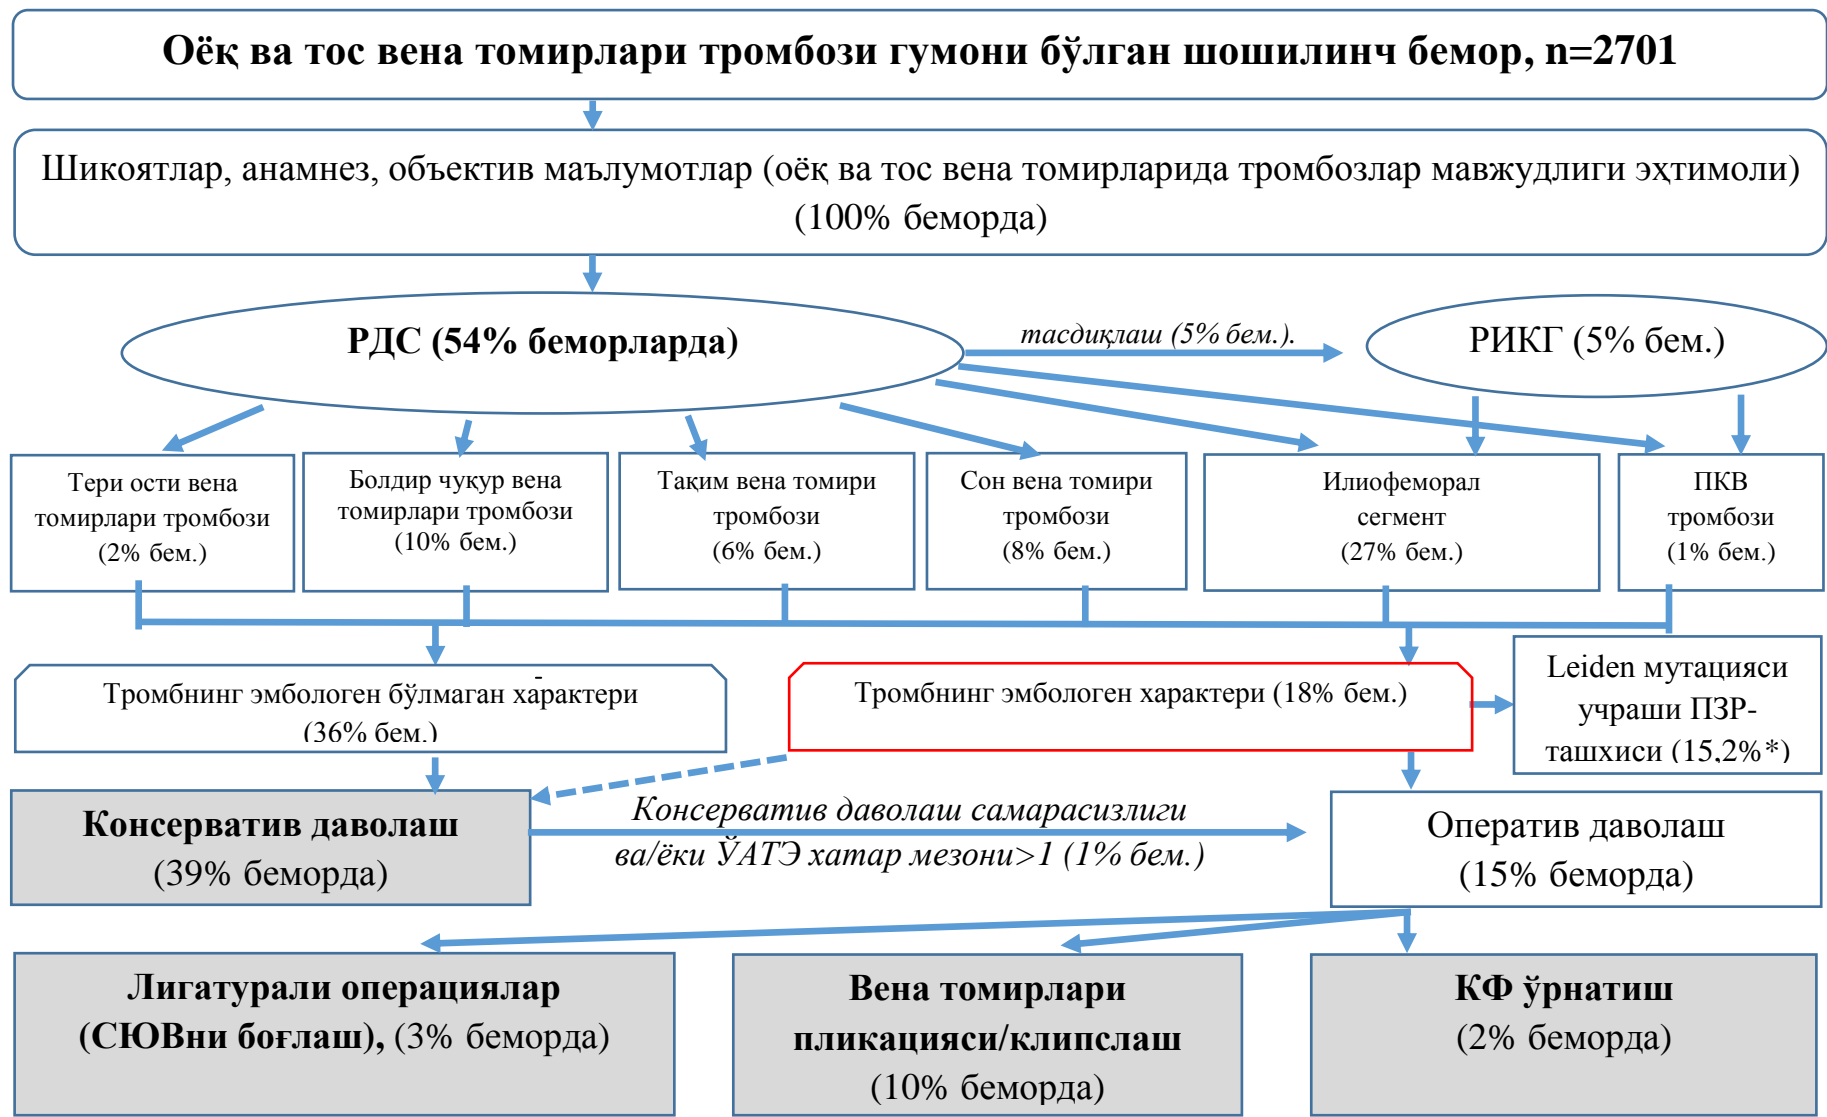 Оёқ ва тос вена томирлари тромбози гумони бўлган шошилинч бемор, n=2701
Шикоятлар, анамнез, объектив маълумотлар (оёқ ва тос вена томирларида тромбозлар мавжудлиги эҳтимоли)
(100% беморда)
РДС (54% беморларда)
тасдиқлаш (5% бем.).
РИКГ (5% бем.)
Тери ости вена
томирлари тромбози
(2% бем.)
Болдир чуқур вена
томирлари тромбози
(10% бем.)
Тақим вена томири
тромбози
(6% бем.)
Сон вена томири
тромбози
(8% бем.)
Илиофеморал
сегмент
(27% бем.)
ПКВ
тромбози
(1% бем.)
Тромбнинг эмбологен бўлмаган характери
(36% бем.)
Тромбнинг эмбологен характери (18% бем.)
Leiden мутацияси
учраши ПЗР-
ташхиси (15,2%*)
Консерватив даволаш
(39% беморда)
Консерватив даволаш самарасизлиги
ва/ёки ЎАТЭ хатар мезони>1 (1% бем.)
Оператив даволаш
(15% беморда)
Лигатурали операциялар
(СЮВни боғлаш), (3% беморда)
Вена томирлари
пликацияси/клипслаш
(10% беморда)
КФ ўрнатиш
(2% беморда)